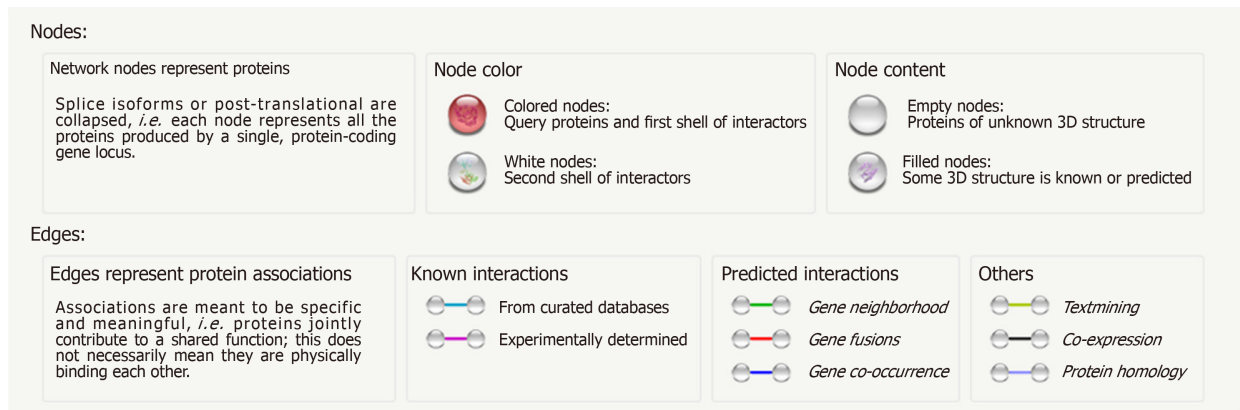 Nodes:
Network nodes represent proteins
Splice isoforms or post-translational are
collapsed, i.e. each node represents all the
proteins produced by a single, protein-coding
gene locus.
Node color
Colored nodes:
Query proteins and first shell of interactors
White nodes:
Second shell of interactors
Node content
Empty nodes:
Proteins of unknown 3D structure
Filled nodes:
Some 3D structure is known or predicted
Edges:
Edges represent protein associations
Associations are meant to be specific
and meaningful, i.e. proteins jointly
contribute to a shared function; this does
not necessarily mean they are physically
binding each other.
Known interactions
From curated databases
Experimentally determined
Predicted interactions
Gene neighborhood
Gene fusions
Gene co-occurrence
Others
Textmining
Co-expression
Protein homology